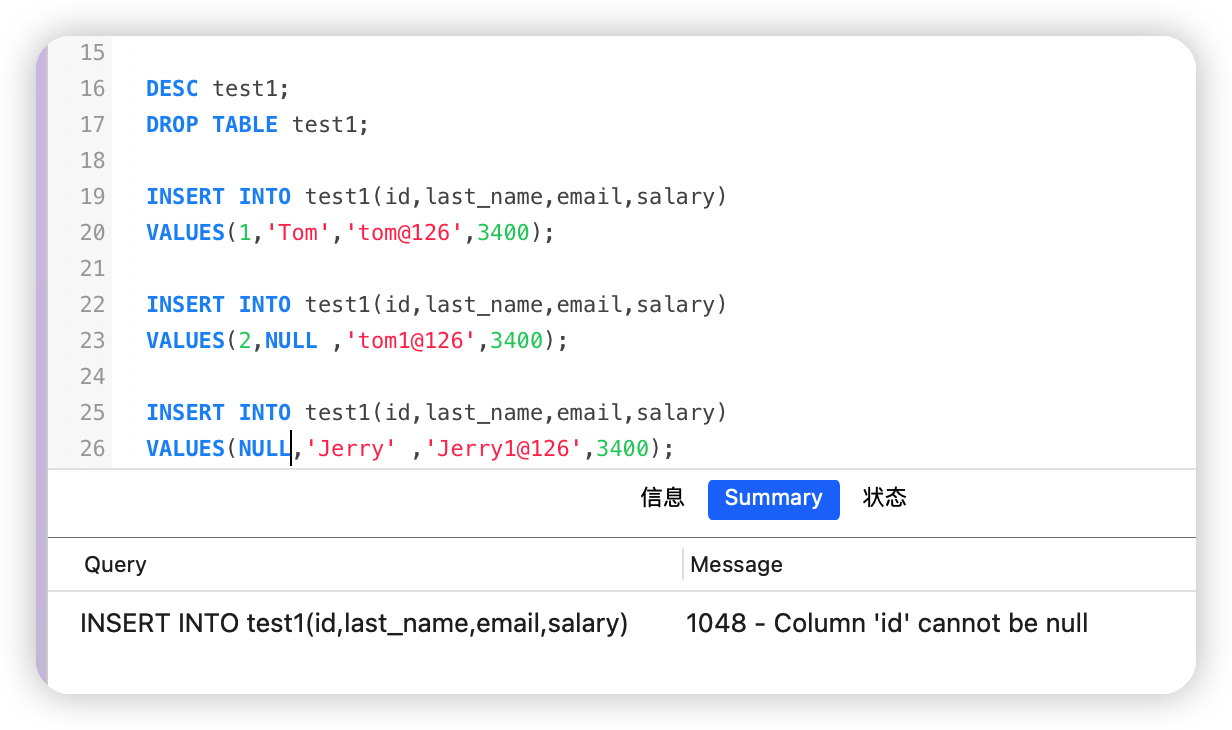 15
16 DESC test1;
17 DROP TABLE test1;
18
19 INSERT INTO test1(id,last_name,email,salary)
20 VALUES(1,'Tom','tom@126',3400);
21
22 INSERT INTO test1(id,last_name,email,salary)
23 VALUES(2,NULL ,'tom1@126',3400);
24
25 INSERT INTO test1(id,last_name,email,salary)
26 VALUES(NULL,'Jerry' ,'Jerry1@126',3400);
信息 Summary 状态
Query Message
INSERT INTO test1(id,last_name,email,salary) 1048 - Column 'id' cannot be null